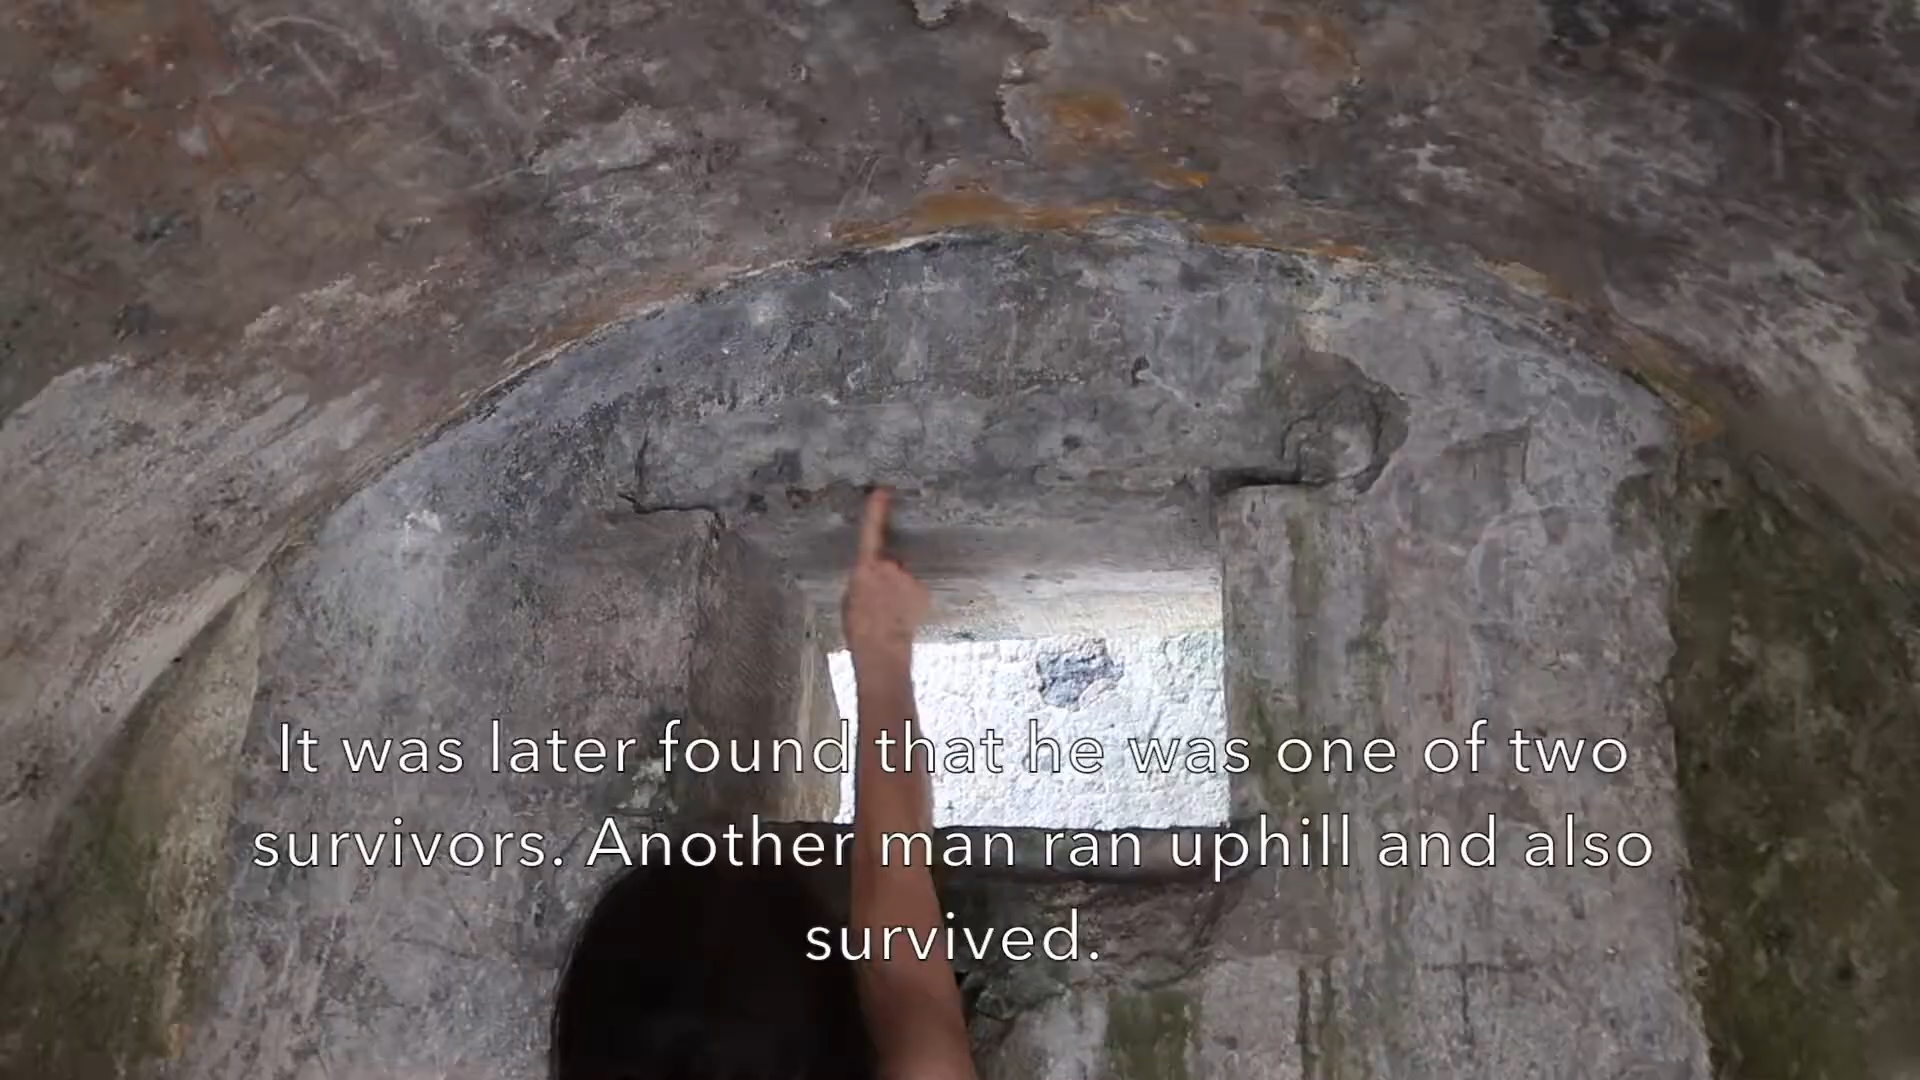 It was later found that he was one of two
survivors. Another man ran uphill and also
survived.